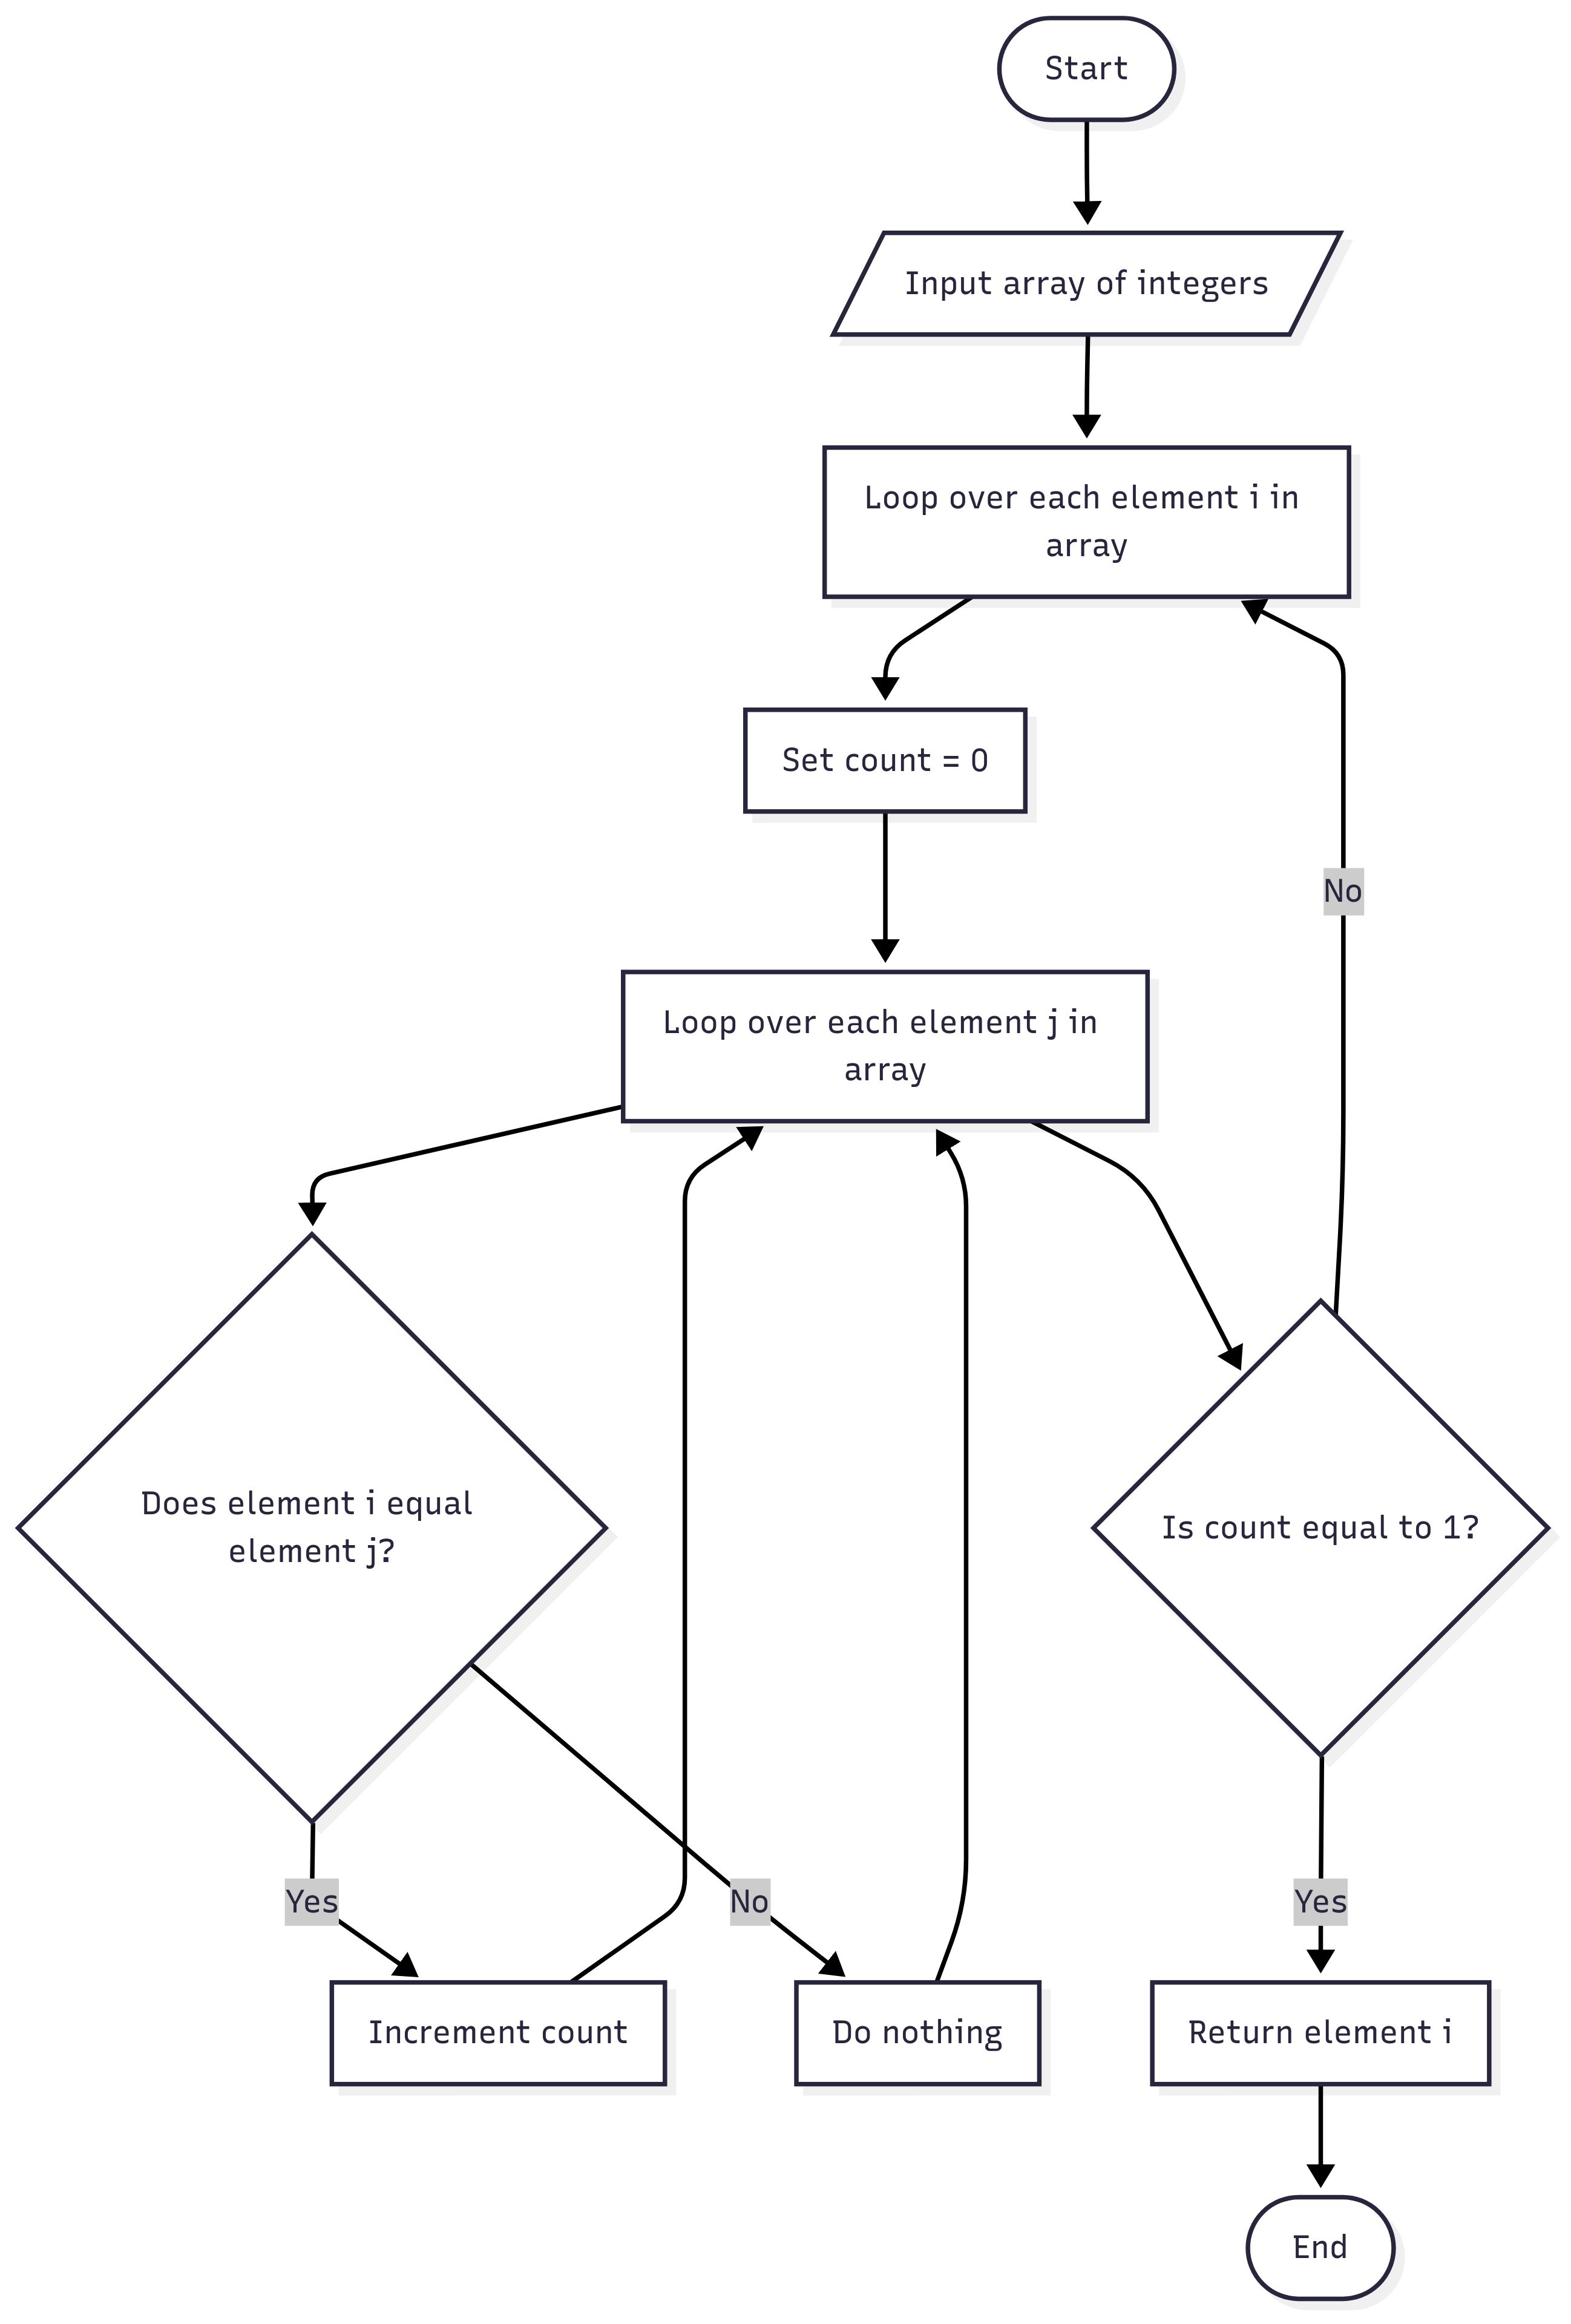 Start
Input array of integers
Loop over each element i in
array
Set count = 0
No
Loop over each element j in
array
Does element i equal
element j?
Is count equal to 1?
Yes
No
Yes
Increment count
Do nothing
Return element i
End